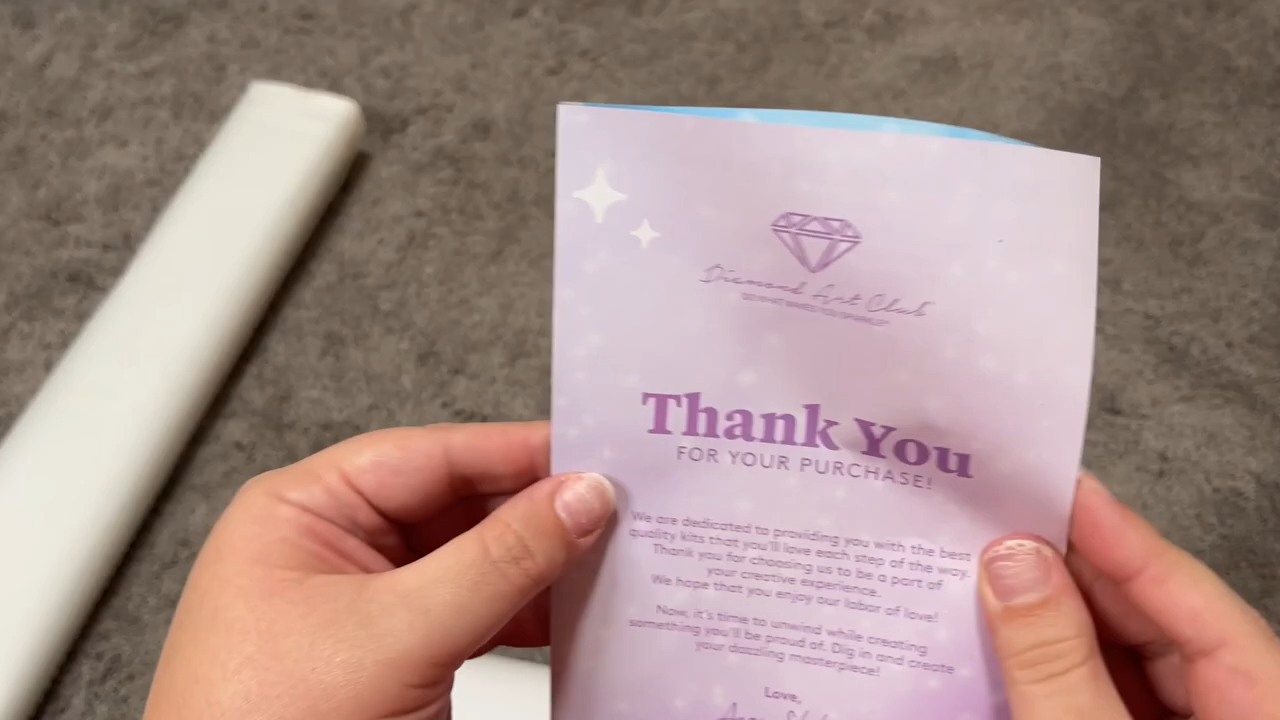 Diamond Art Club
Thank You
FOR YOUR PURCHASE!
We are dedicated to providing you with the best
quality kits that you'll love each step of the way.
Thank you for choosing us to be a part of
your creative experience.
We hope that you enjoy our labor of love!
Now, it's time to unwind while creating
something you'll be proud of. Dig in and create
your dazzling masterpiece!
Love,